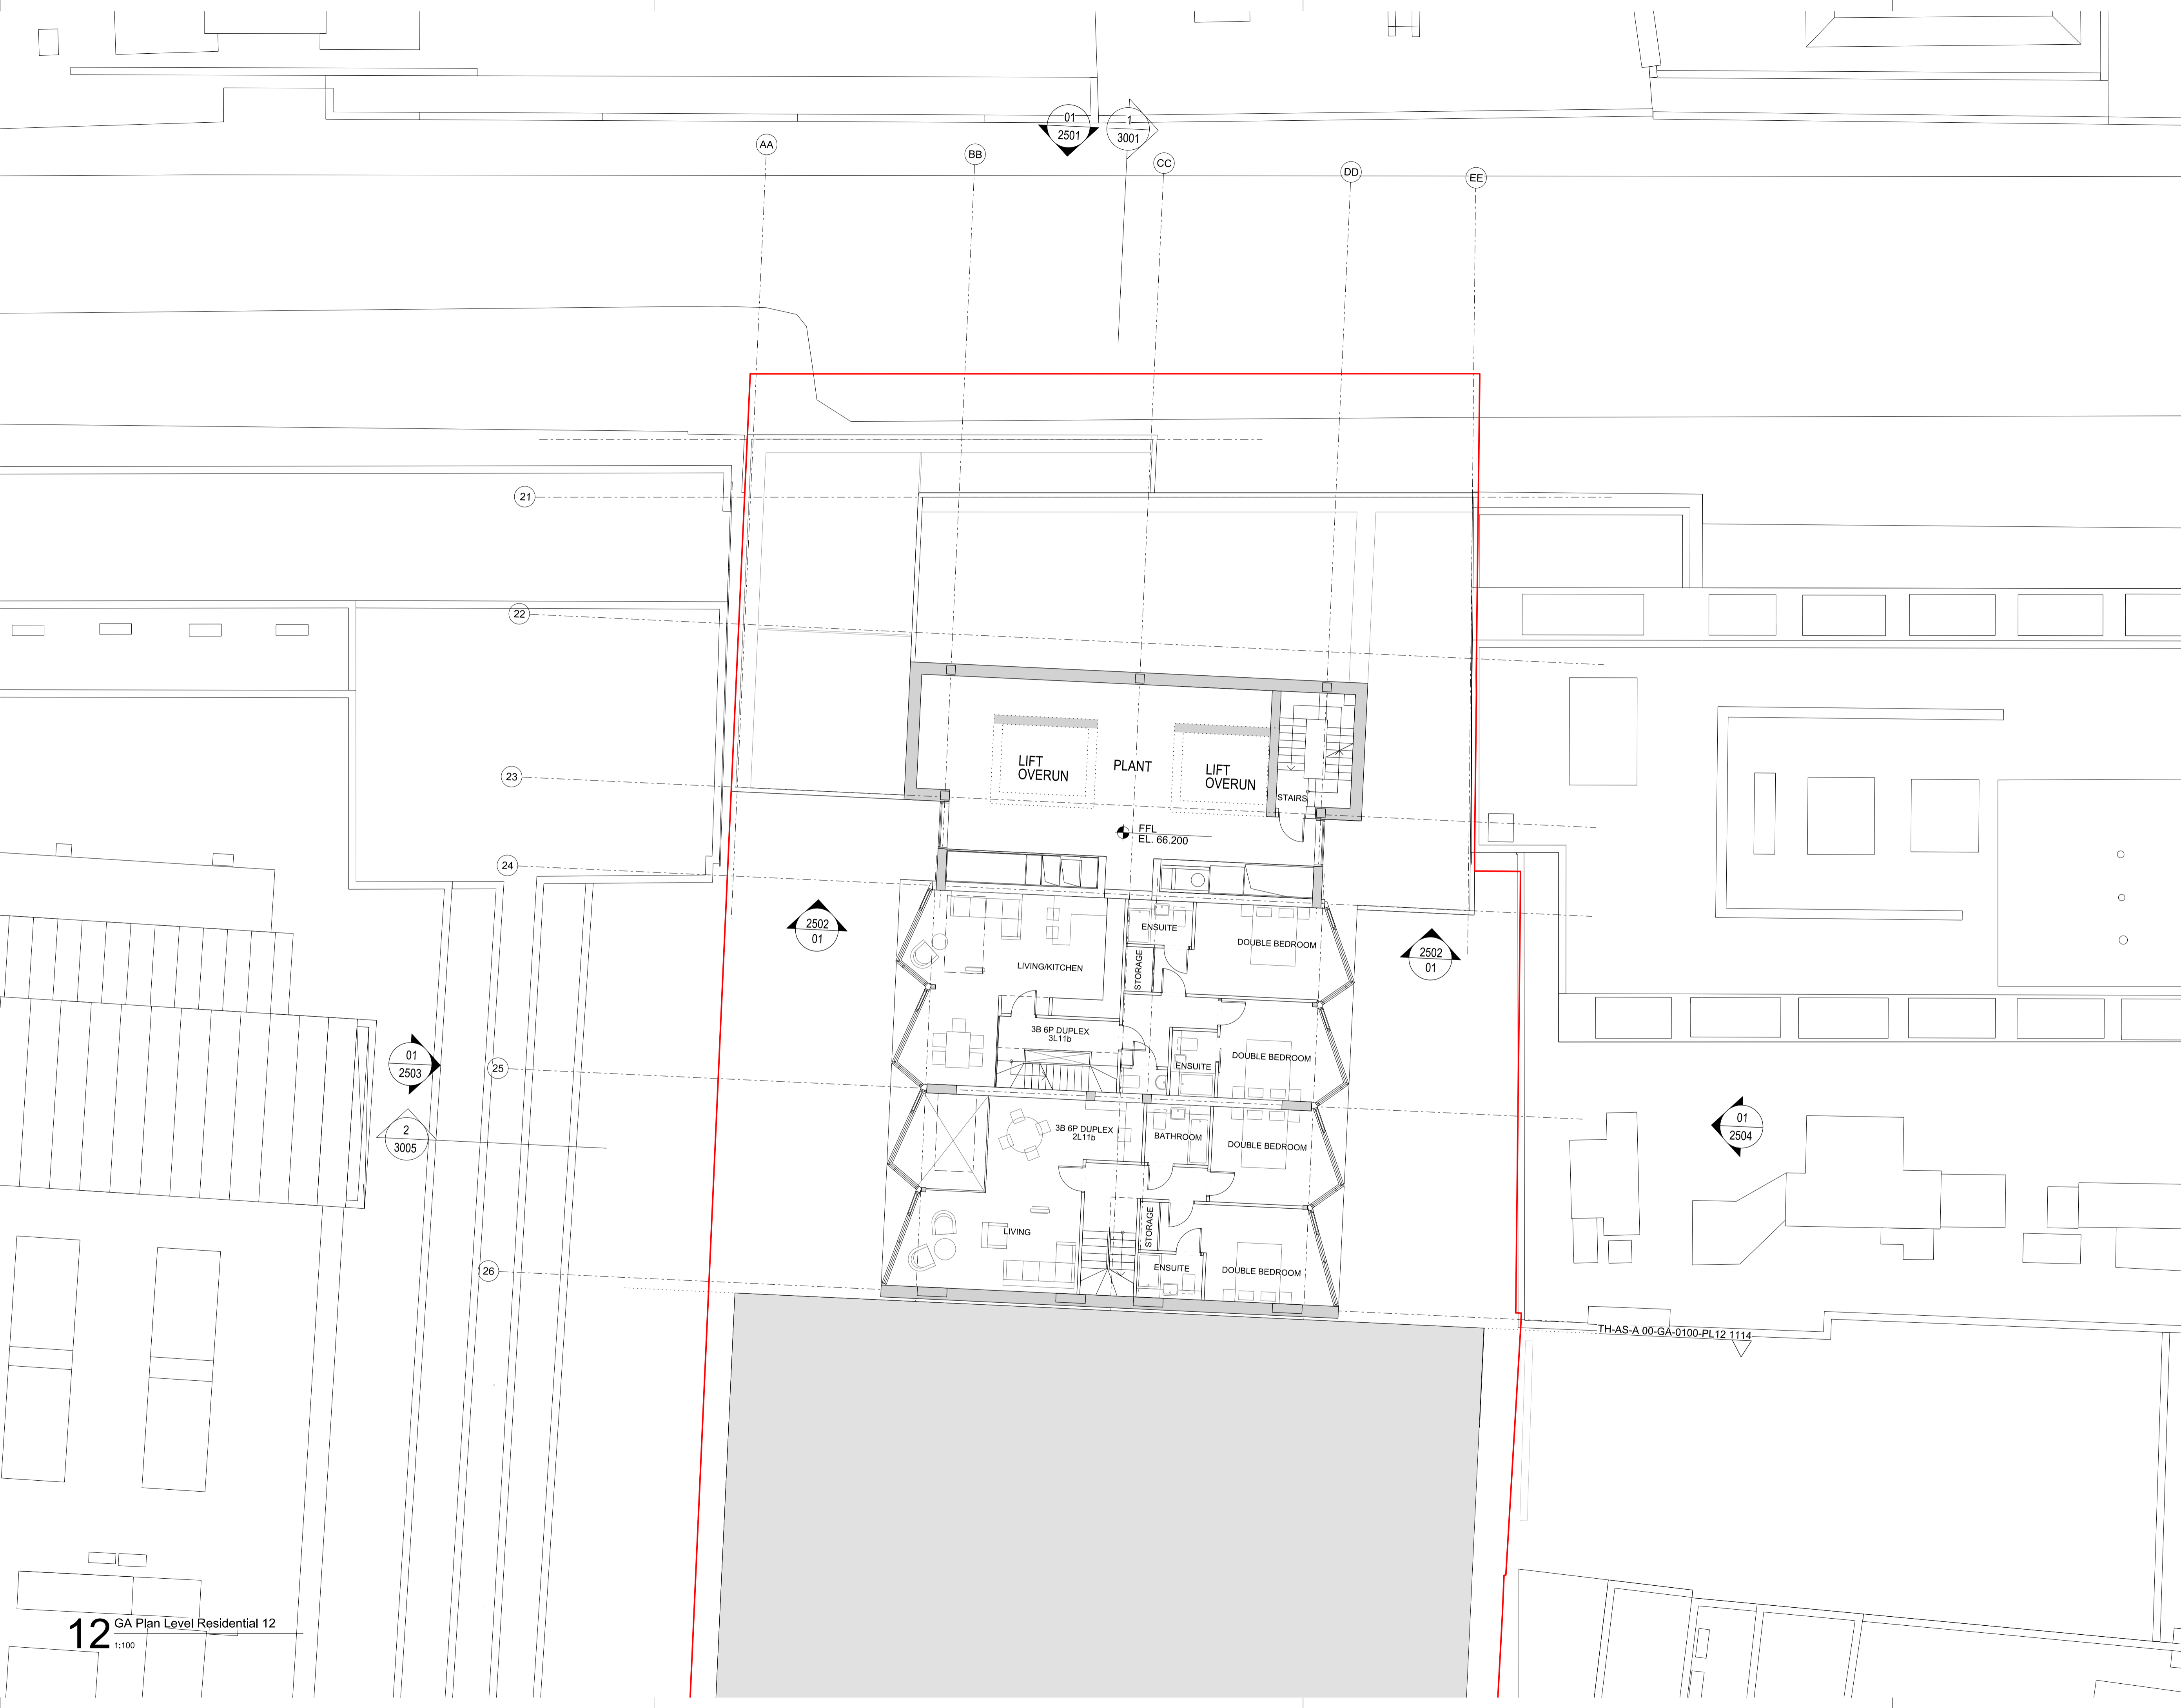 01
2501
1
3001
AA
BB
CC
DD
EE
21
22
23
24
25
26
LIFT
OVERUN
PLANT
LIFT
OVERUN
STAIRS
FFL
EL. 66.200
2502
01
2502
01
ENSUITE
DOUBLE BEDROOM
STORAGE
LIVING/KITCHEN
3B 6P DUPLEX
3L11b
ENSUITE
DOUBLE BEDROOM
01
2503
2
3005
3B 6P DUPLEX
2L11b
BATHROOM
DOUBLE BEDROOM
01
2504
LIVING
STORAGE
ENSUITE
DOUBLE BEDROOM
TH-AS-A 00-GA-0100-PL12 1114
12
GA Plan Level Residential 12
1:100